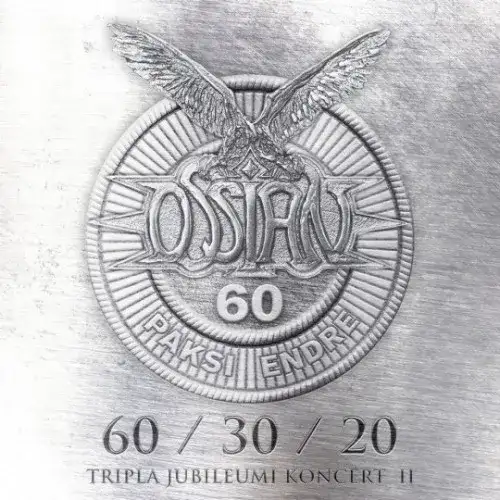 OSSIAN
60
PAKSI ENDRE
60 / 30 / 20
TRIPLA JUBILEUMI KONCERT II